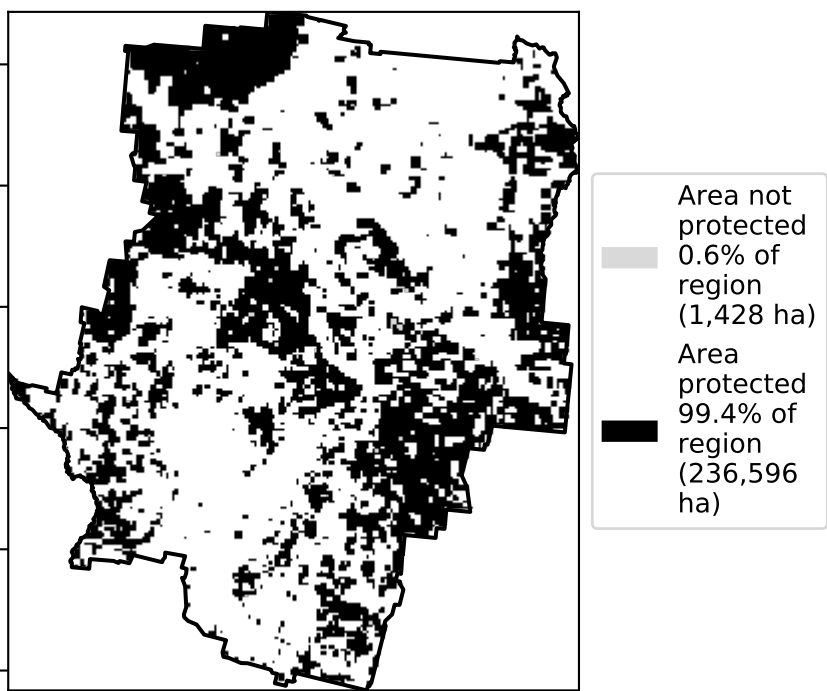 Area not
protected
0.6% of
region
(1,428 ha)
Area
protected
99.4% of
region
(236,596
ha)